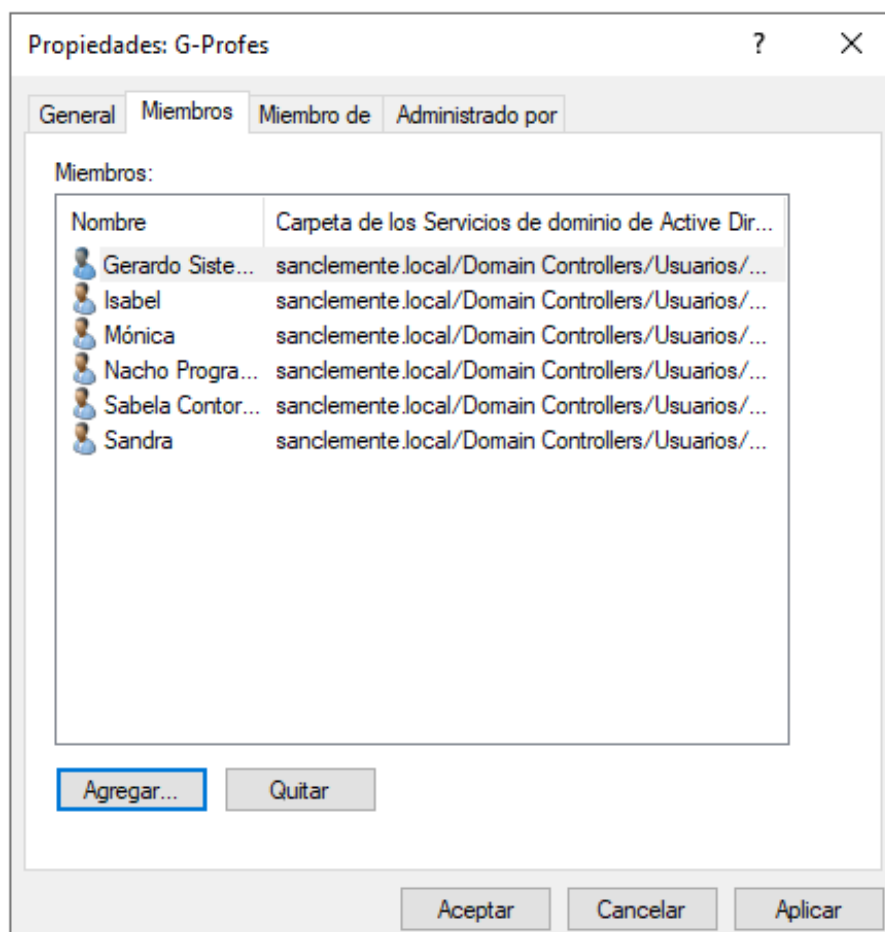 Propiedades: G-Profes ? ✕
General Miembros Miembro de Administrado por
Miembros:
Nombre Carpeta de los Servicios de dominio de Active Dir...
Gerardo Siste... sanclemente.local/Domain Controllers/Usuarios/...
Isabel sanclemente.local/Domain Controllers/Usuarios/...
Mónica sanclemente.local/Domain Controllers/Usuarios/...
Nacho Progra... sanclemente.local/Domain Controllers/Usuarios/...
Sabela Contor... sanclemente.local/Domain Controllers/Usuarios/...
Sandra sanclemente.local/Domain Controllers/Usuarios/...
Agregar... Quitar
Aceptar Cancelar Aplicar